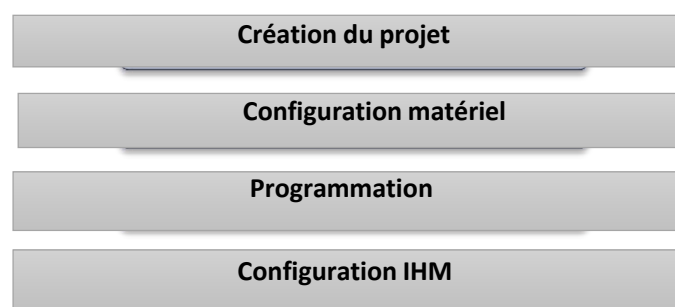 Création du projet
Configuration matériel
Programmation
Configuration IHM